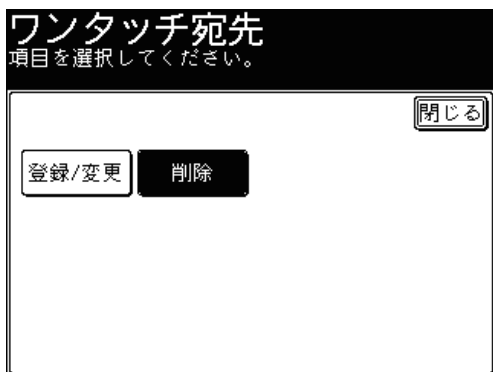 ワンタッチ宛先
項目を選択してください。
閉じる
登録/変更 削除